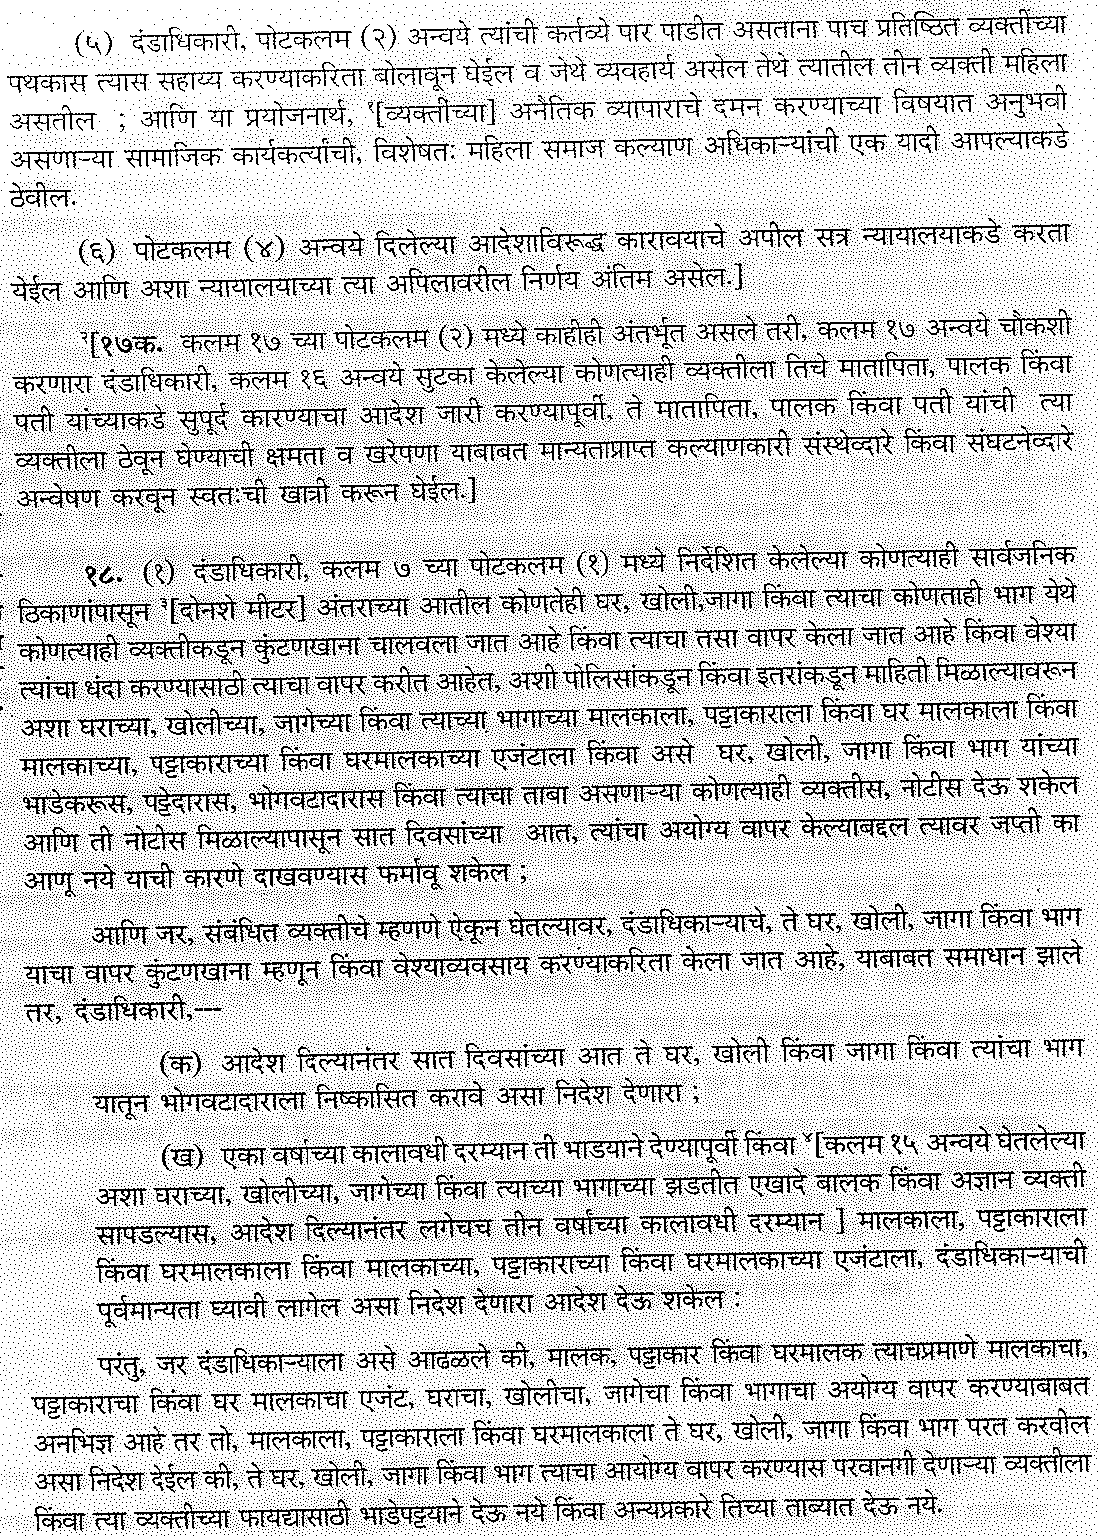 (५) दंडाधिकारी, पोटकलम (२) अन्वये त्यांची कर्तव्ये पार पाडीत असताना पाच प्रतिष्ठित व्यक्तींच्या
पथकास त्यास सहाय्य करण्याकरिता बोलावून घेईल व जेथे व्यवहार्य असेल तेथे त्यातील तीन व्यक्ती महिला
असतील ; आणि या प्रयोजनार्थ, १[व्यक्तींच्या] अनैतिक व्यापाराचे दमन करण्याच्या विषयात अनुभवी
असणाऱ्या सामाजिक कार्यकर्त्यांची, विशेषतः महिला समाज कल्याण अधिकाऱ्यांची एक यादी आपल्याकडे
ठेवील.
(६) पोटकलम (४) अन्वये दिलेल्या आदेशाविरूद्ध कारावयाचे अपील सत्र न्यायालयाकडे करता
येईल आणि अशा न्यायालयाच्या त्या अपिलावरील निर्णय अंतिम असेल.]
२[१७क. कलम १७ च्या पोटकलम (२) मध्ये काहीही अंतर्भूत असले तरी, कलम १७ अन्वये चौकशी
करणारा दंडाधिकारी, कलम १६ अन्वये सुटका केलेल्या कोणत्याही व्यक्तीला तिचे मातापिता, पालक किंवा
पती यांच्याकडे सुपूर्द कारण्याचा आदेश जारी करण्यापूर्वी. ते मातापिता, पालक किंवा पती यांची त्या
व्यक्तीला ठेवून घेण्याची क्षमता व खरेपणा याबाबत मान्यताप्राप्त कल्याणकारी संस्थेव्दारे किंवा संघटनेव्दारे
अन्वेषण करवून स्वतःची खात्री करून घेईल.]
१८. (१) दंडाधिकारी, कलम ७ च्या पोटकलम (१) मध्ये निर्देशित केलेल्या कोणत्याही सार्वजनिक
ठिकाणांपासून ३[दोनशे मीटर] अंतराच्या आतील कोणतेही घर, खोली,जागा किंवा त्याचा कोणताही भाग येथे
कोणत्याही व्यक्तीकडून कुंटणखाना चालवला जात आहे किंवा त्याचा तसा वापर केला जात आहे किंवा वेश्या
त्यांचा धंदा करण्यासाठी त्याचा वापर करीत आहेत, अशी पोलिसांकडून किंवा इतरांकडून माहिती मिळाल्यावरून
अशा घराच्या, खोलीच्या, जागेच्या किंवा त्याच्या भागाच्या मालकाला, पट्टाकाराला किंवा घर मालकाला किंवा
मालकाच्या, पट्टाकाराच्या किंवा घरमालकाच्या एजंटाला किवा असे घर, खोली, जागा किंवा भाग यांच्या
भाडेकरूस, पट्टेदारास, भोगवटादारास किंवा त्याचा ताबा असणाऱ्या कोणत्याही व्यक्तीस, नोटीस देऊ शकेल
आणि ती नोटीस मिळाल्यापासून सात दिवसांच्या आत, त्यांचा अयोग्य वापर केल्याबद्दल त्यावर जप्ती का
आणू नये याची कारणे दाखवण्यास फर्मावू शकेल ;
आणि जर, संबंधित व्यक्तीचे म्हणणे ऐकून घेतल्यावर, दंडाधिकाऱ्याचे, ते घर, खोली, जागा किंवा भाग
याचा वापर कुंटणखाना म्हणून किंवा वेश्याव्यवसाय करण्याकरिता केला जात आहे, याबाबत समाधान झाले
तर, दंडाधिकारी,---
(क) आदेश दिल्यानंतर सात दिवसांच्या आत ते घर, खोली किंवा जागा किंवा त्यांचा भाग
यातून भोगवटादाराला निष्कासित करावे असा निदेश देणारा ;
(ख) एका वर्षाच्या कालावधी दरम्यान ती भाडयाने देण्यापूर्वी किंवा ४[कलम १५ अन्वये घेतलेल्या
अशा घराच्या, खोलीच्या, जागेच्या किंवा त्याच्या भागाच्या झडतीत एखादे बालक किंवा अज्ञान व्यक्ती
सापडल्यास, आदेश दिल्यानंतर लगेचच तीन वर्षाच्या कालावधी दरम्यान ] मालकाला, पट्टाकाराला
किंवा घरमालकाला किंवा मालकाच्या, पट्टाकाराच्या किंवा घरमालकाच्या एजंटाला, दंडाधिकाऱ्याची
पूर्वमान्यता घ्यावी लागेल असा निदेश देणारा आदेश देऊ शकेल :
परंतु, जर दंडाधिकाऱ्याला असे आढळले की, मालक, पट्टाकार किंवा घरमालक त्याचप्रमाणे मालकाचा,
पट्टाकाराचा किंवा घर मालकाचा एजंट, घराचा, खोलीचा, जागेचा किंवा भागाचा अयोग्य वापर करण्याबाबत
अनभिज्ञ आहे तर तो, मालकाला, पट्टाकाराला किंवा घरमालकाला ते घर, खोली, जागा किंवा भाग परत करवील
असा निदेश देईल की, ते घर, खोली, जागा किंवा भाग त्याचा आयोग्य वापर करण्यास परवानगी देणाऱ्या व्यक्तीला
किंवा त्या व्यक्तीच्या फायद्यासाठी भाडेपट्टयाने देऊ नये किंवा अन्यप्रकारे तिच्या ताब्यात देऊ नये.